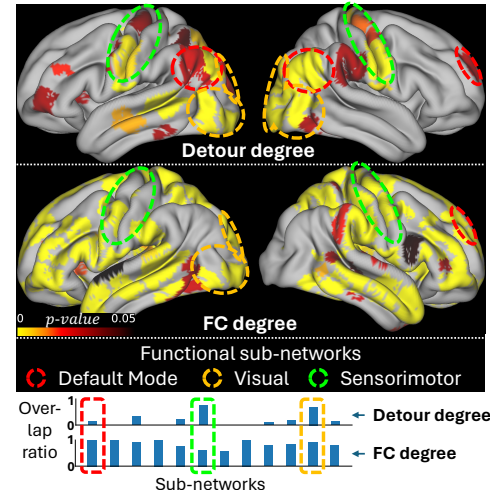 Detour degree
0 p-value 0.05
FC degree
Functional sub-networks
Default Mode Visual Sensorimotor
Over-
lap
ratio
1
0
Detour degree
1
0
FC degree
Sub-networks